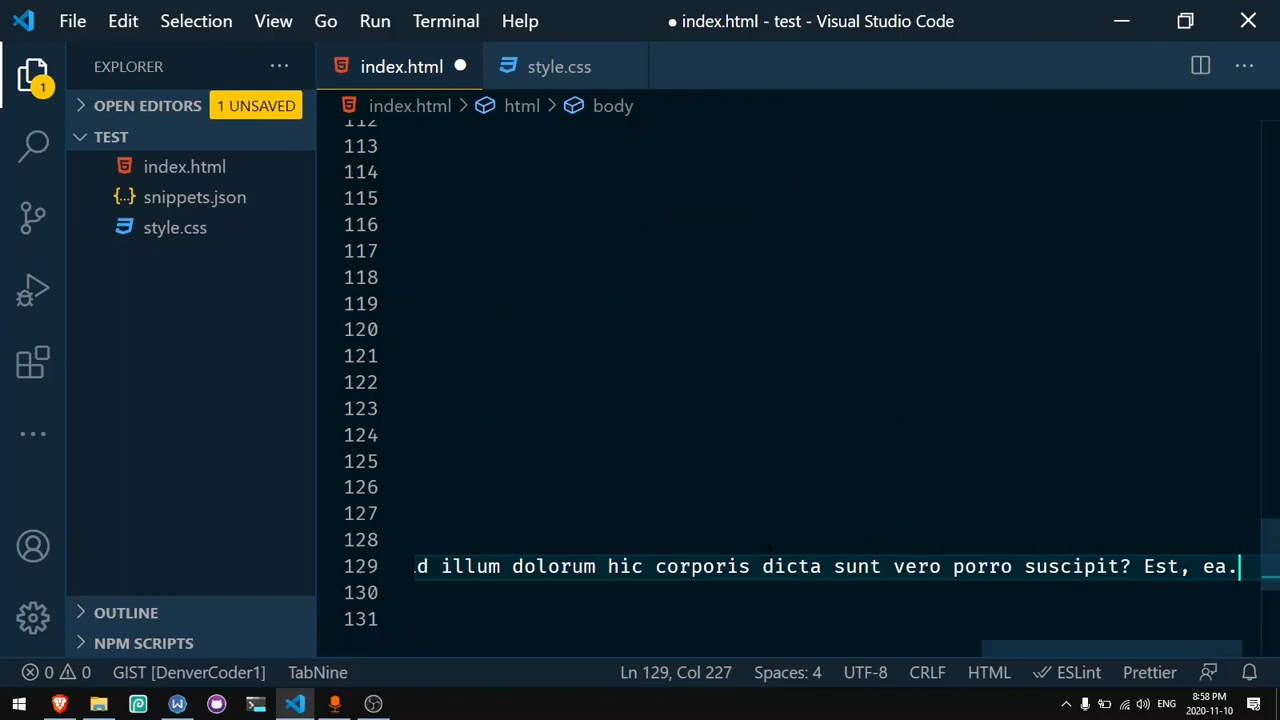 File Edit Selection View Go Run Terminal Help ● index.html - test - Visual Studio Code
EXPLORER
1
OPEN EDITORS 1 UNSAVED
TEST
index.html
snippets.json
style.css
OUTLINE
NPM SCRIPTS
index.html style.css
index.html > html > body
112
113
114
115
116
117
118
119
120
121
122
123
124
125
126
127
128
129 illum dolorum hic corporis dicta sunt vero porro suscipit? Est, ea.
130
131
0 0 GIST [DenverCoder1] TabNine Ln 129, Col 227 Spaces: 4 UTF-8 CRLF HTML ESLint Prettier
ENG 8:58 PM
2020-11-10